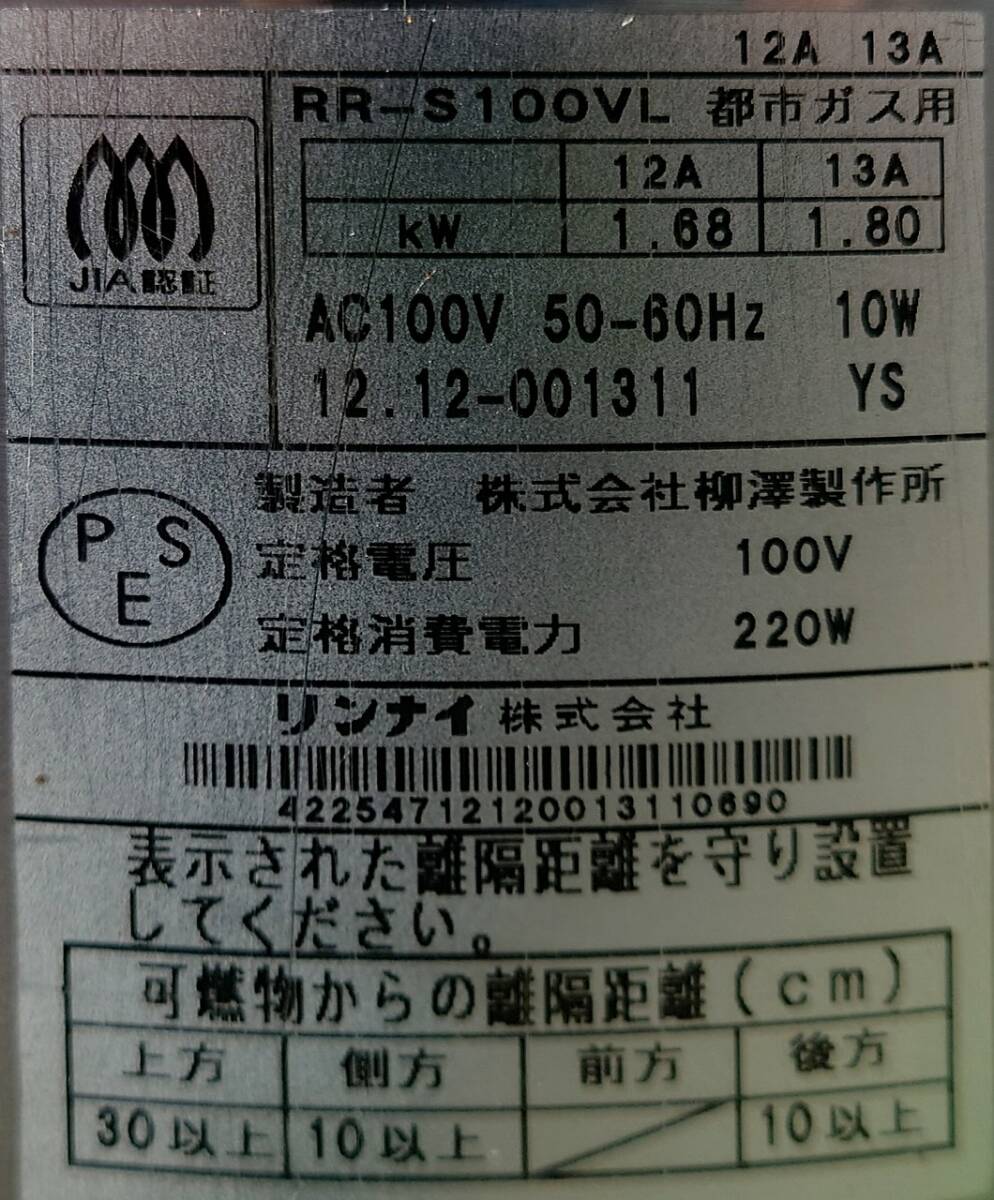 12A 13A
RR-S100VL 都市ガス用
12A 13A
kW 1.68 1.80
JIA認証
AC100V 50-60Hz 10W
12.12-001311 YS
製造者 株式会社柳澤製作所
PSE
定格電圧 100V
定格消費電力 220W
リンナイ株式会社
422547121200131110690
表示された離隔距離を守り設置
してください。
可燃物からの離隔距離(cm)
上方 側方 前方 後方
30以上 10以上 10以上